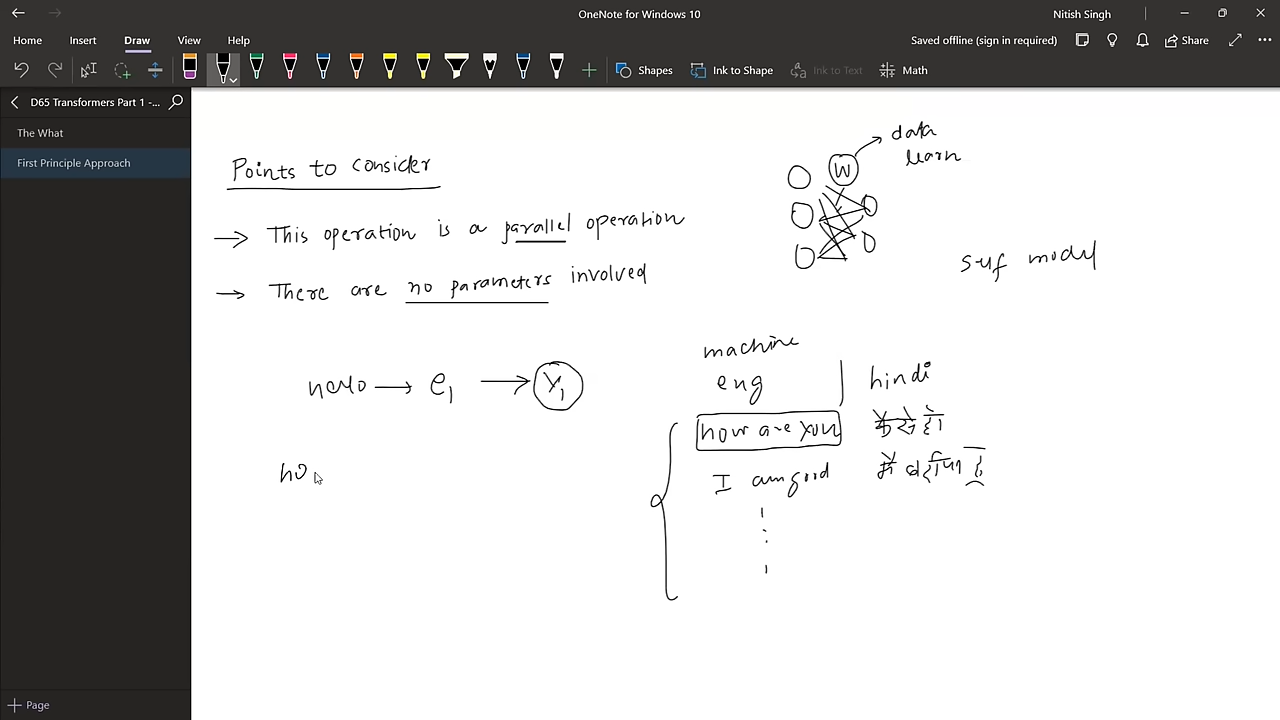 OneNote for Windows 10
Nitish Singh
Home Insert Draw View Help
Saved offline (sign in required) Share
Shapes Ink to Shape Ink to Text Math
D65 Transformers Part 1 -...
The What
First Principle Approach
Points to consider
→ This operation is a parallel operation
→ There are no parameters involved
W → data
learn
self model
→ e1 → Y1
machine
eng | hindi
how are you
I am good
ho
+ Page